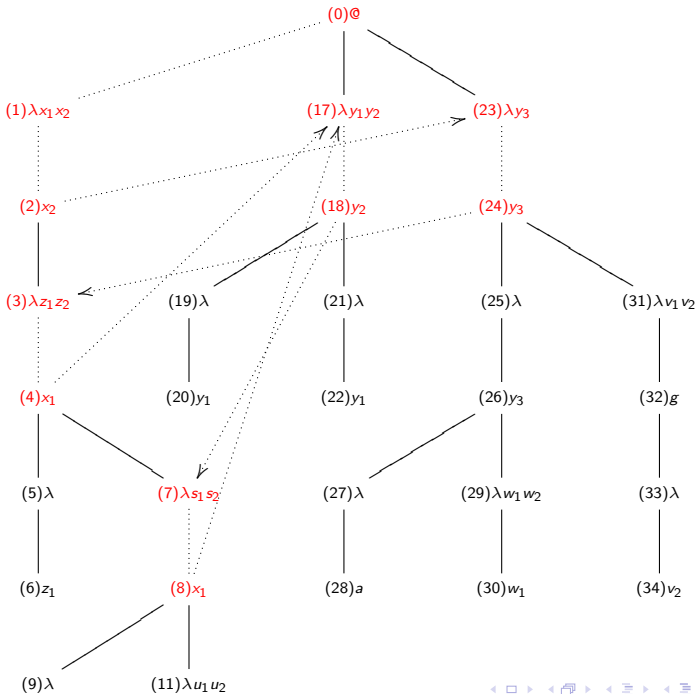 (0)@
(1)λx₁x₂ (17)λy₁y₂ (23)λy₃
(2)x₂ (18)y₂ (24)y₃
(3)λz₁z₂ (19)λ (21)λ (25)λ (31)λv₁v₂
(4)x₁ (20)y₁ (22)y₁ (26)y₃ (32)g
(5)λ (7)λs₁s₂ (27)λ (29)λw₁w₂ (33)λ
(6)z₁ (8)x₁ (28)a (30)w₁ (34)v₂
(9)λ (11)λu₁u₂